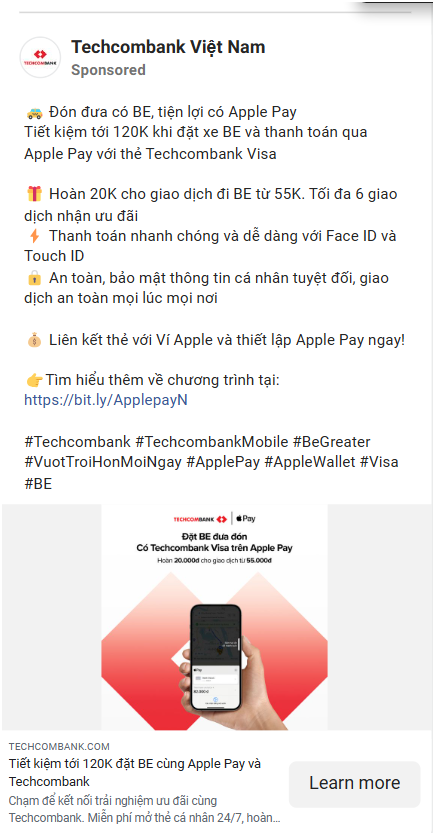 TECHCOMBANK
Techcombank Việt Nam
Sponsored
🚕 Đón đưa có BE, tiện lợi có Apple Pay
Tiết kiệm tới 120K khi đặt xe BE và thanh toán qua
Apple Pay với thẻ Techcombank Visa
🎁 Hoàn 20K cho giao dịch đi BE từ 55K. Tối đa 6 giao
dịch nhận ưu đãi
⚡ Thanh toán nhanh chóng và dễ dàng với Face ID và
Touch ID
🔒 An toàn, bảo mật thông tin cá nhân tuyệt đối, giao
dịch an toàn mọi lúc mọi nơi
💰 Liên kết thẻ với Ví Apple và thiết lập Apple Pay ngay!
👉Tìm hiểu thêm về chương trình tại:
https://bit.ly/ApplepayN
#Techcombank #TechcombankMobile #BeGreater
#VuotTroiHonMoiNgay #ApplePay #AppleWallet #Visa
#BE
TECHCOMBANK Pay
Đặt BE đưa đón
Có Techcombank Visa trên Apple Pay
Hoàn 20.000đ cho giao dịch từ 55.000đ
Pay
TECHCOMBANK.COM
Tiết kiệm tới 120K đặt BE cùng Apple Pay và
Techcombank
Chạm để kết nối trải nghiệm ưu đãi cùng
Techcombank. Miễn phí mở thẻ cá nhân 24/7, hoàn...
Learn more